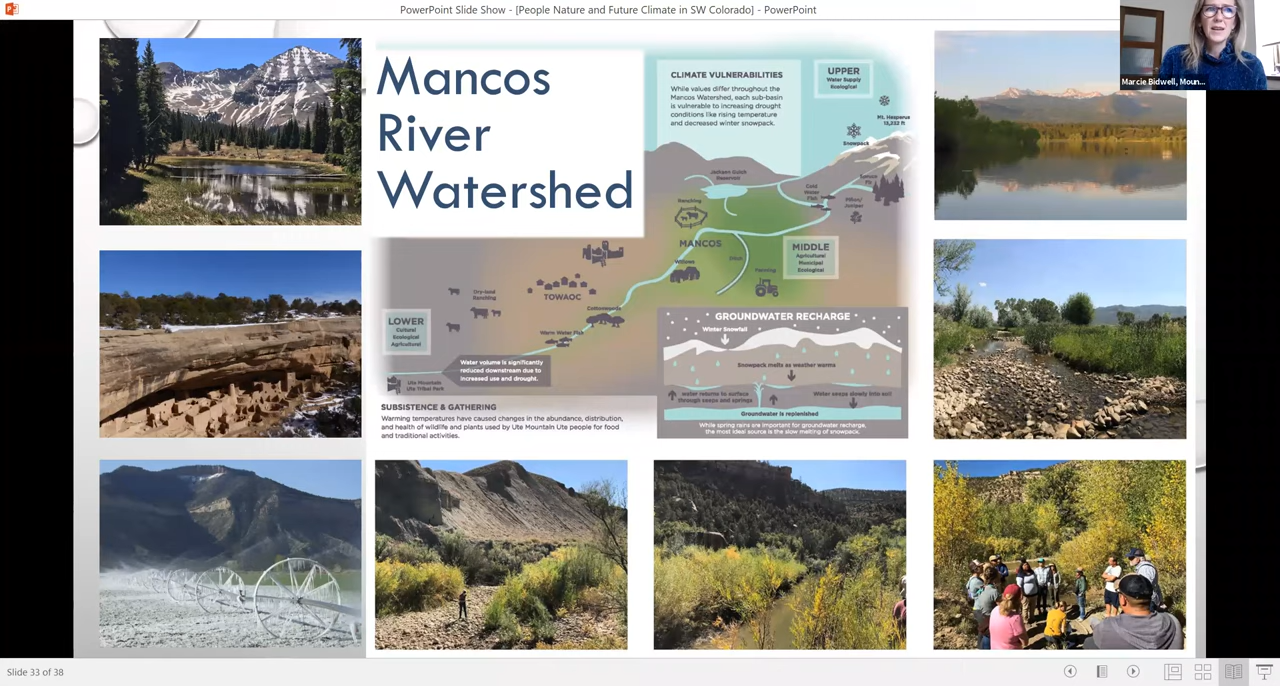 PowerPoint Slide Show - [People Nature and Future Climate in SW Colorado] - PowerPoint
Marcie Bidwell, Moun...
Mancos
River
Watershed
CLIMATE VULNERABILITIES
While values differ throughout the
Mancos Watershed, each sub-basin
is vulnerable to increasing drought
conditions like rising temperature
and decreased winter snowpack.
UPPER
Water Supply
Ecological
Mt. Hesperus
13,232 ft
Snowpack
Jackson Gulch
Reservoir
Spruce
Fir
Cold
Water
Fish
Piñon/
Juniper
Ranching
MANCOS
MIDDLE
Agricultural
Municipal
Ecological
Willows
Ditch
Farming
Dry-land
Ranching
TOWAOC
Cottonwoods
LOWER
Cultural
Ecological
Agricultural
Warm Water Fish
Water volume is significantly
reduced downstream due to
increased use and drought.
Ute Mountain
Ute Tribal Park
GROUNDWATER RECHARGE
Winter Snowfall
Snowpack melts as weather warms
water returns to surface
through seeps and springs
Water seeps slowly into soil
Groundwater is replenished
While spring rains are important for groundwater recharge,
the most ideal source is the slow melting of snowpack.
SUBSISTENCE & GATHERING
Warming temperatures have caused changes in the abundance, distribution,
and health of wildlife and plants used by Ute Mountain Ute people for food
and traditional activities.
Slide 33 of 38